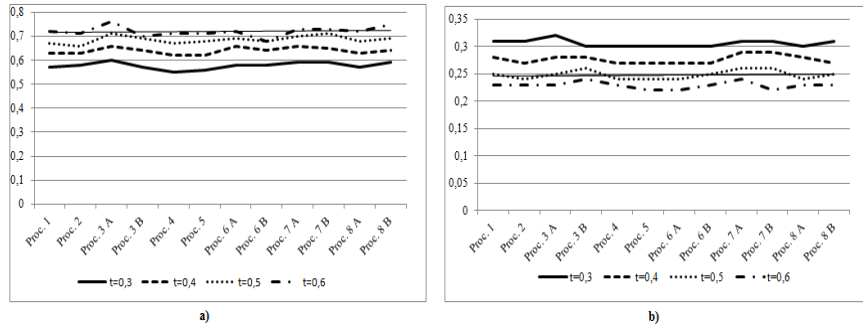 0,8
0,7
0,6
0,5
0,4
0,3
0,2
0,1
0
Proc. 1
Proc. 2
Proc. 3 A
Proc. 3 B
Proc. 4
Proc. 5
Proc. 6 A
Proc. 6 B
Proc. 7 A
Proc. 7 B
Proc. 8 A
Proc. 8 B
t=0,3 t=0,4 t=0,5 t=0,6
a)
0,35
0,3
0,25
0,2
0,15
0,1
0,05
0
Proc. 1
Proc. 2
Proc. 3 A
Proc. 3 B
Proc. 4
Proc. 5
Proc. 6 A
Proc. 6 B
Proc. 7 A
Proc. 7 B
Proc. 8 A
Proc. 8 B
t=0,3 t=0,4 t=0,5 t=0,6
b)